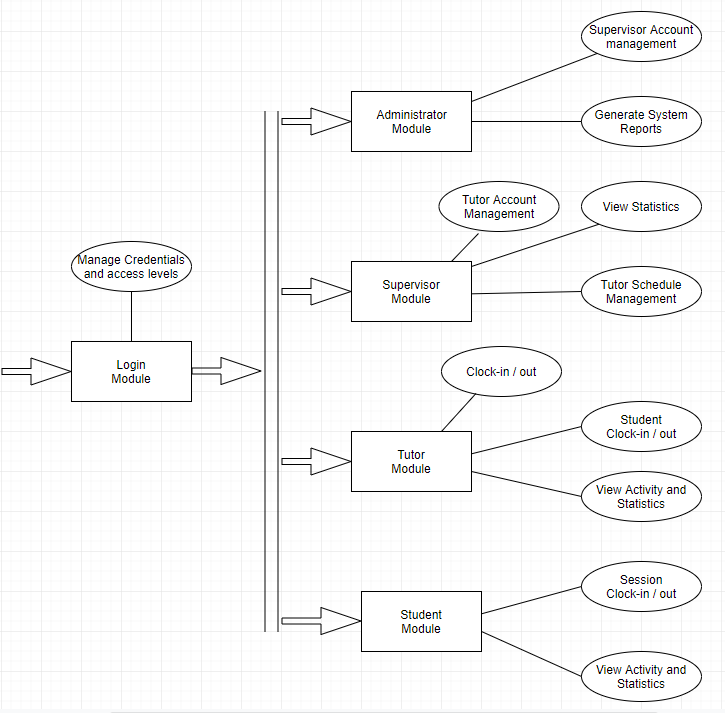 Supervisor Account
management
Administrator
Module
Generate System
Reports
Tutor Account
Management
View Statistics
Manage Credentials
and access levels
Supervisor
Module
Tutor Schedule
Management
Login
Module
Clock-in / out
Student
Clock-in / out
Tutor
Module
View Activity and
Statistics
Session
Clock-in / out
Student
Module
View Activity and
Statistics